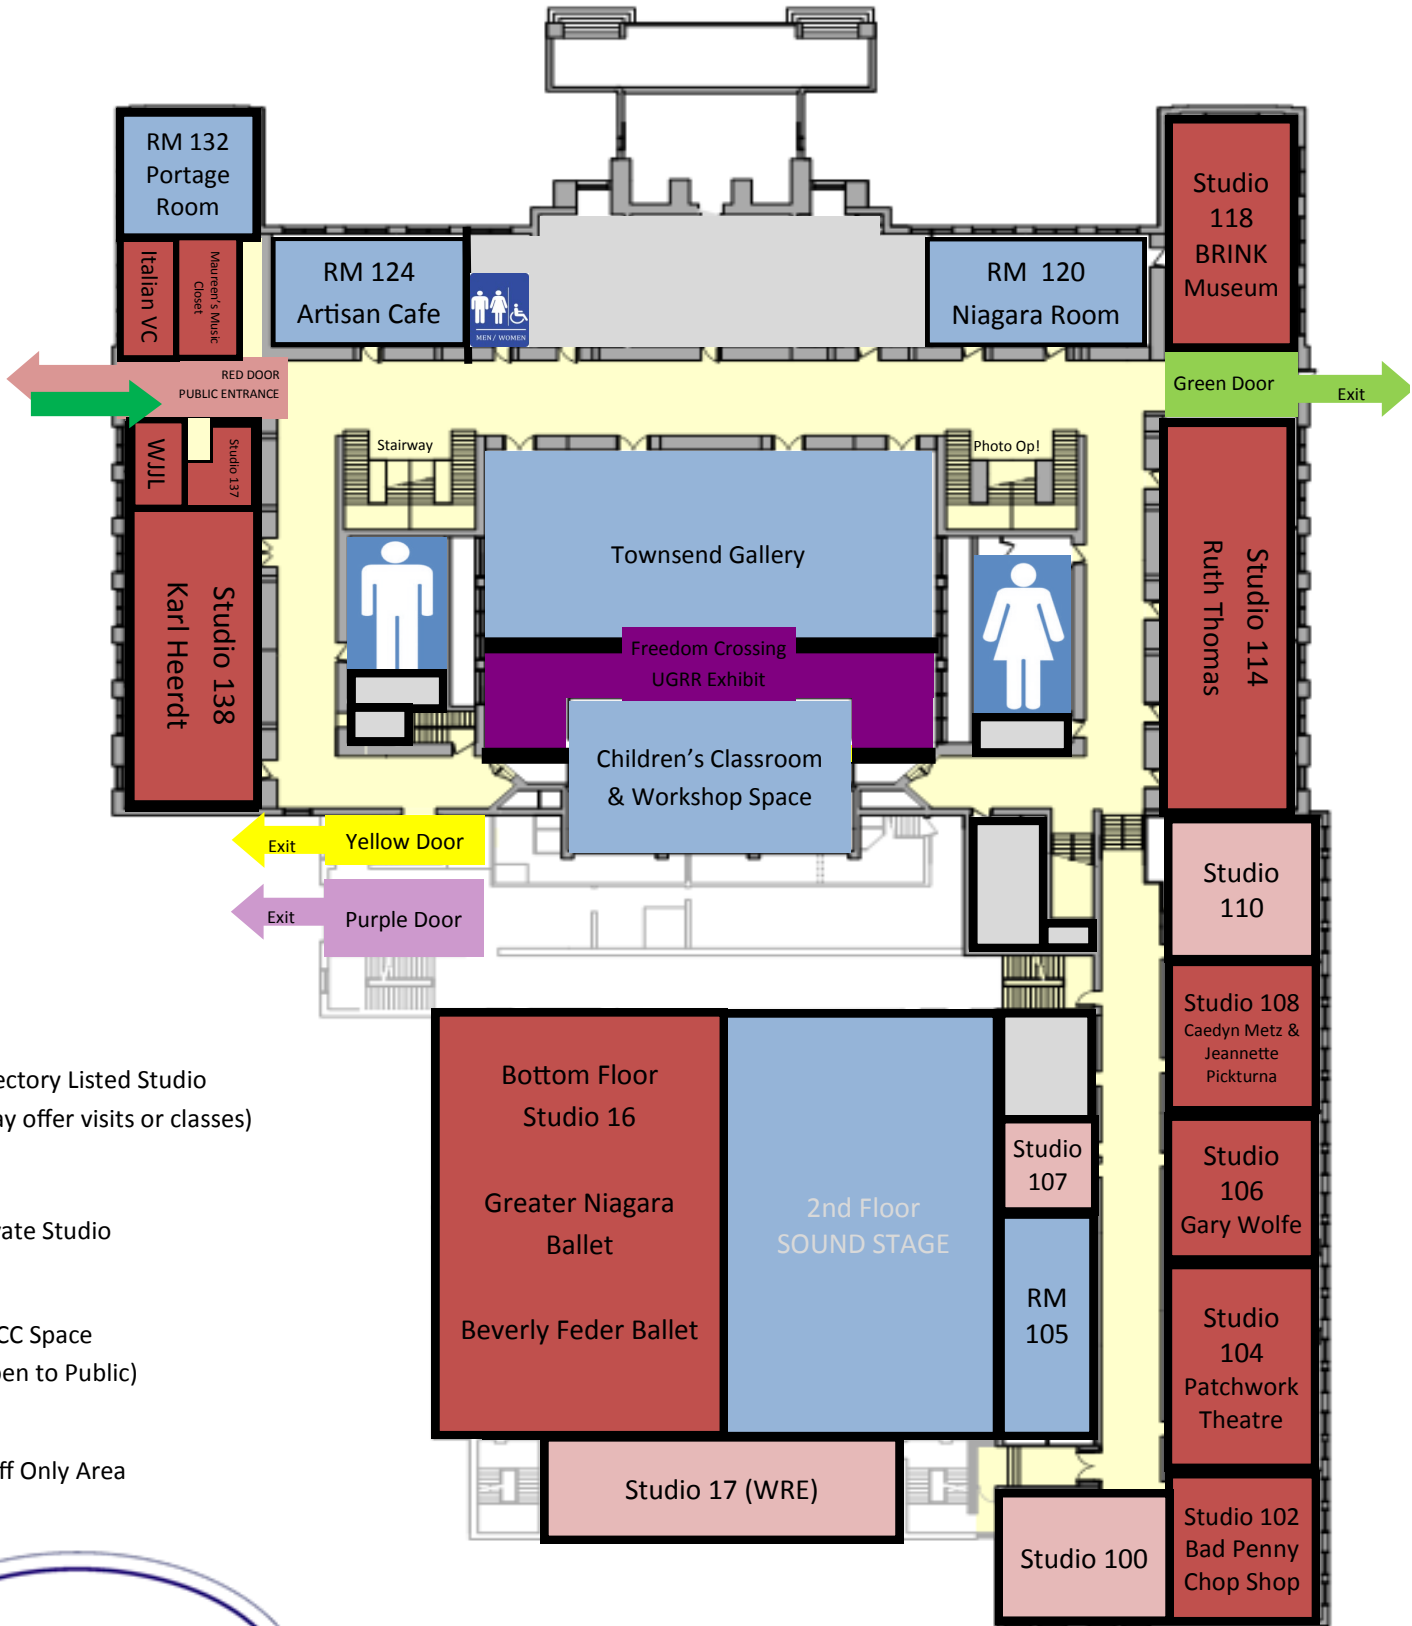 RM 132
Portage
Room
Italian VC
Maureen's Music
Closet
RM 124
Artisan Cafe
MEN / WOMEN
RM 120
Niagara Room
Studio
118
BRINK
Museum
RED DOOR
PUBLIC ENTRANCE
Green Door
Exit
WJJL
Studio 137
Stairway
Photo Op!
Townsend Gallery
Studio 138
Karl Heerdt
Freedom Crossing
UGRR Exhibit
Studio 114
Ruth Thomas
Children's Classroom
& Workshop Space
Exit
Yellow Door
Exit
Purple Door
Studio
110
Studio 108
Caedyn Metz &
Jeannette
Pickturna
Bottom Floor
Studio 16
Greater Niagara
Ballet
Beverly Feder Ballet
2nd Floor
SOUND STAGE
Studio
107
RM
105
Studio
106
Gary Wolfe
Studio
104
Patchwork
Theatre
Studio 17 (WRE)
Studio 100
Studio 102
Bad Penny
Chop Shop
ectory Listed Studio
ay offer visits or classes)
ate Studio
CC Space
pen to Public)
ff Only Area